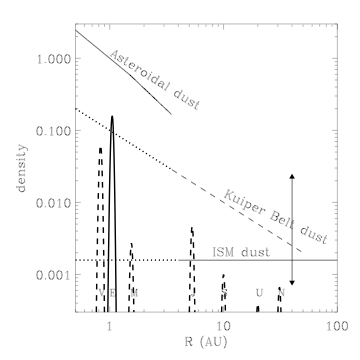 Asteroidal dust
Kuiper Belt dust
ISM dust
density
1.000
0.100
0.010
0.001
V E M J S U N
1 10 100
R (AU)